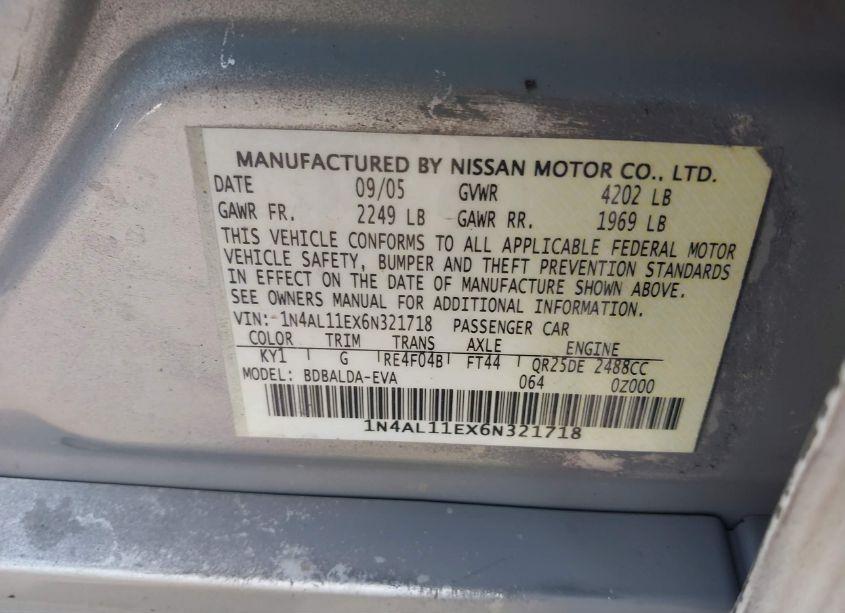 MANUFACTURED BY NISSAN MOTOR CO., LTD.
DATE 09/05 GVWR 4202 LB
GAWR FR. 2249 LB GAWR RR. 1969 LB
THIS VEHICLE CONFORMS TO ALL APPLICABLE FEDERAL MOTOR
VEHICLE SAFETY, BUMPER AND THEFT PREVENTION STANDARDS
IN EFFECT ON THE DATE OF MANUFACTURE SHOWN ABOVE.
SEE OWNERS MANUAL FOR ADDITIONAL INFORMATION.
VIN: 1N4AL11EX6N321718 PASSENGER CAR
COLOR TRIM TRANS AXLE ENGINE
KY1 G RE4F04B FT44 QR25DE 2488CC
MODEL: BDBALDA-EVA 064 0Z000
1N4AL11EX6N321718